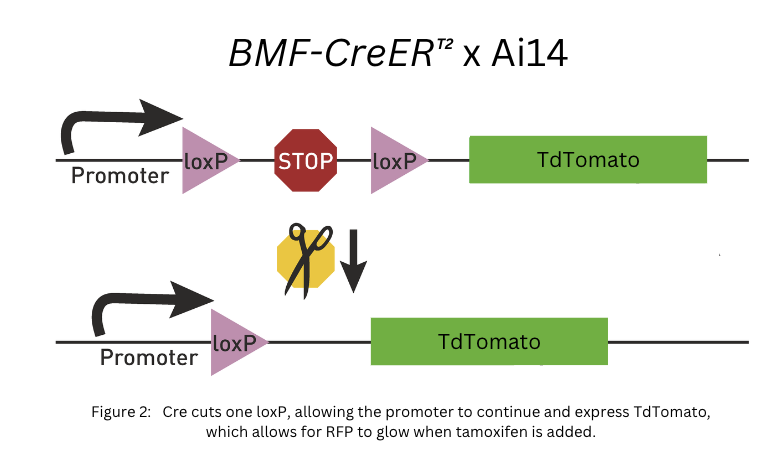 BMF-CreERᵀ² x Ai14
loxP STOP loxP TdTomato
Promoter
loxP TdTomato
Promoter
Figure 2: Cre cuts one loxP, allowing the promoter to continue and express TdTomato,
which allows for RFP to glow when tamoxifen is added.